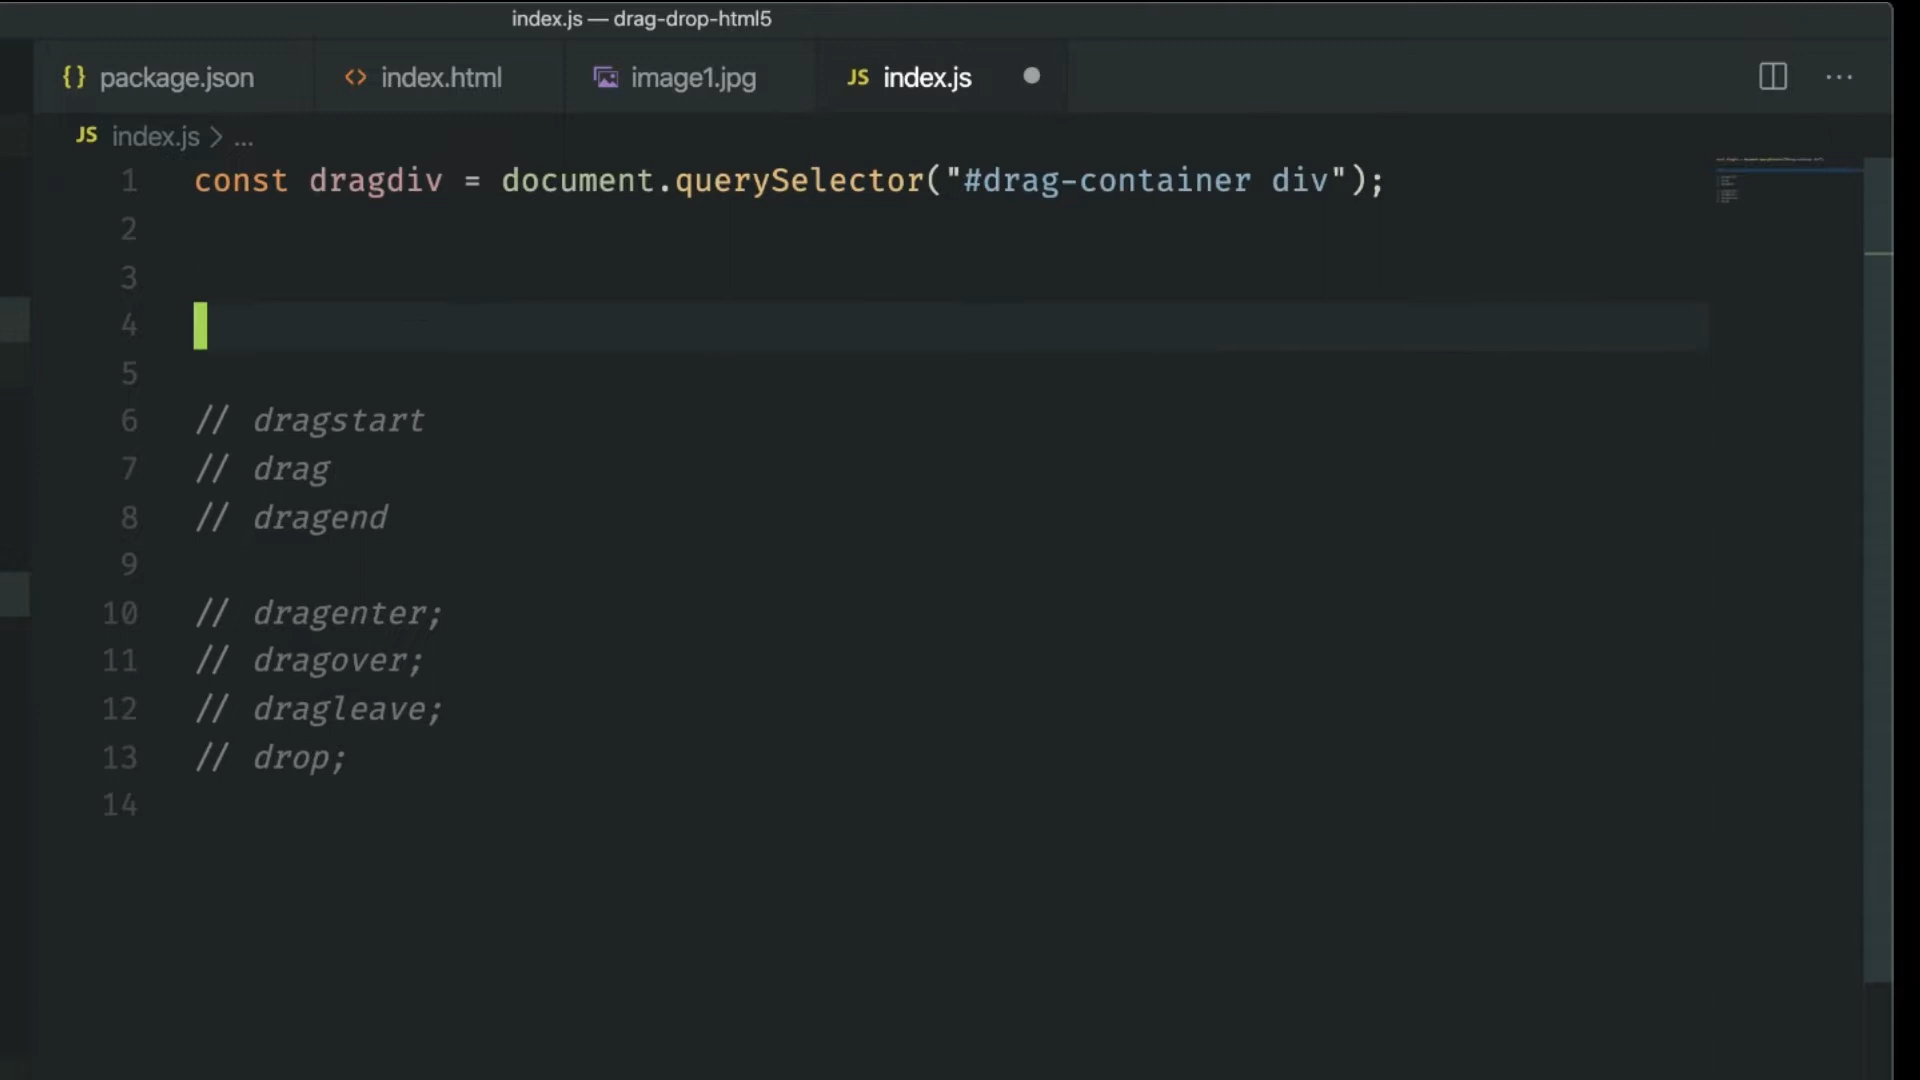 index.js — drag-drop-html5
{} package.json <> index.html image1.jpg JS index.js ...
JS index.js > ...
1 const dragdiv = document.querySelector("#drag-container div");
2
3
4
5
6 // dragstart
7 // drag
8 // dragend
9
10 // dragenter;
11 // dragover;
12 // dragleave;
13 // drop;
14